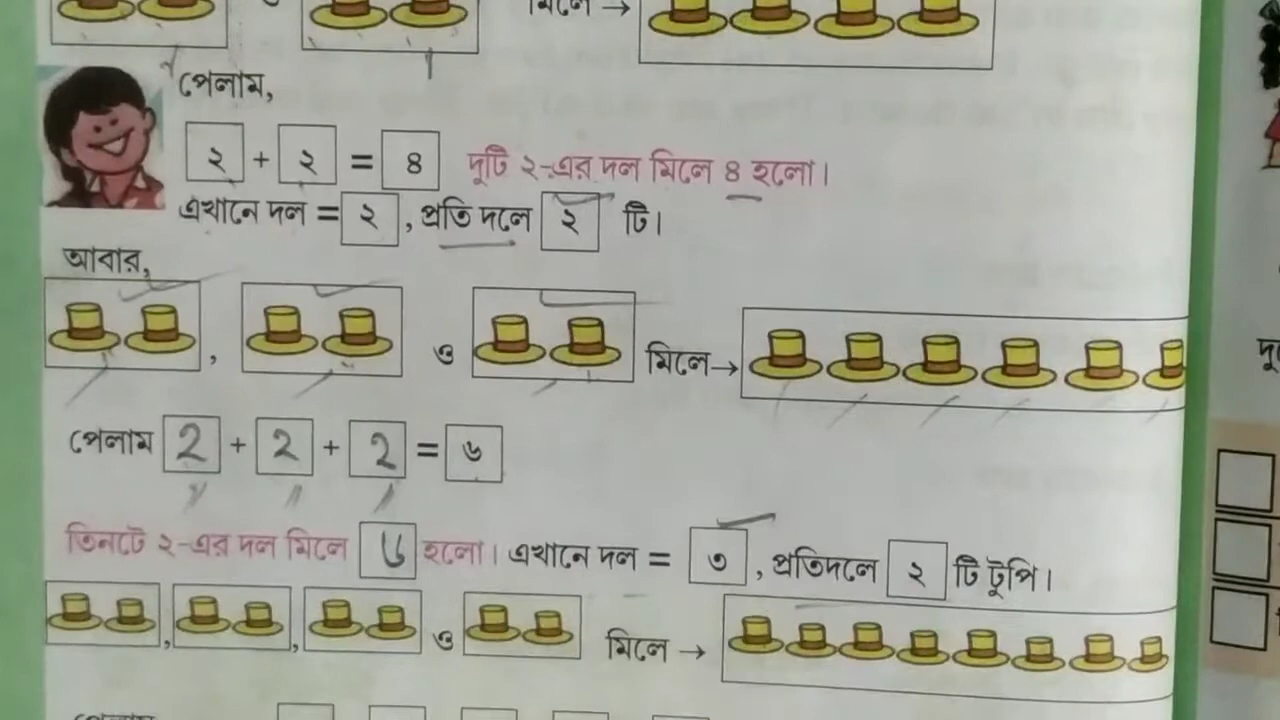 মিলে →
পেলাম,
২ + ২ = ৪ দুটি ২-এর দল মিলে ৪ হলো।
এখানে দল = ২, প্রতি দলে ২ টি।
আবার,
, ও মিলে→
পেলাম 2 + 2 + 2 = ৬
তিনটে ২-এর দল মিলে ৬ হলো। এখানে দল = ৩, প্রতিদলে ২ টি টুপি।
, , ও মিলে →
পেলাম